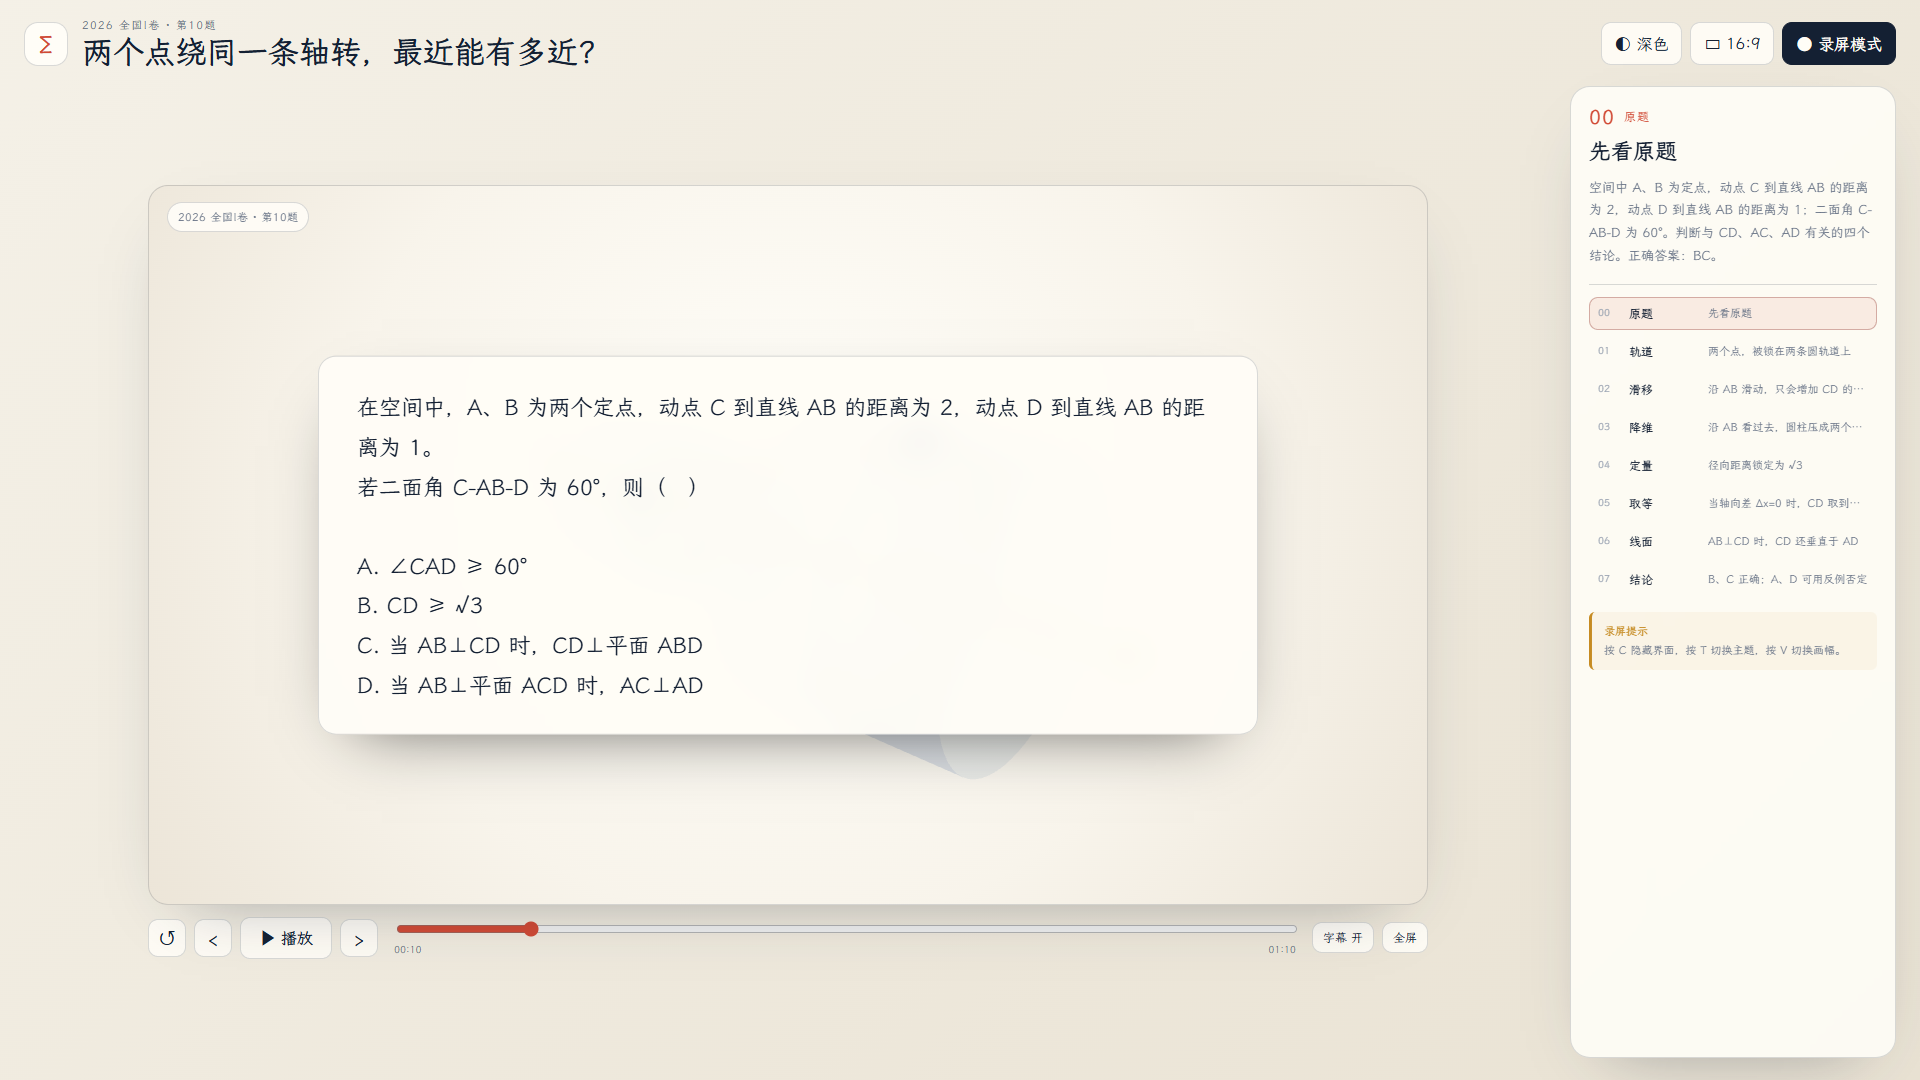 ∑
2026 全国I卷 · 第10题
两个点绕同一条轴转，最近能有多近？
深色
16:9
录屏模式
2026 全国I卷 · 第10题
在空间中，A、B 为两个定点，动点 C 到直线 AB 的距离为 2，动点 D 到直线 AB 的距
离为 1。
若二面角 C-AB-D 为 60°，则（　）
A. ∠CAD ⩾ 60°
B. CD ⩾ √3
C. 当 AB⊥CD 时，CD⊥平面 ABD
D. 当 AB⊥平面 ACD 时，AC⊥AD
00 原题
先看原题
空间中 A、B 为定点，动点 C 到直线 AB 的距离
为 2，动点 D 到直线 AB 的距离为 1；二面角 C-
AB-D 为 60°。判断与 CD、AC、AD 有关的四个
结论。正确答案：BC。
00 原题 先看原题
01 轨道 两个点，被锁在两条圆轨道上
02 滑移 沿 AB 滑动，只会增加 CD 的…
03 降维 沿 AB 看过去，圆柱压成两个…
04 定量 径向距离锁定为 √3
05 取等 当轴向差 Δx=0 时，CD 取到…
06 线面 AB⊥CD 时，CD 还垂直于 AD
07 结论 B、C 正确；A、D 可用反例否定
录屏提示
按 C 隐藏界面，按 T 切换主题，按 V 切换画幅。
↺ < ▶ 播放 >
00:10
01:10
字幕 开
全屏